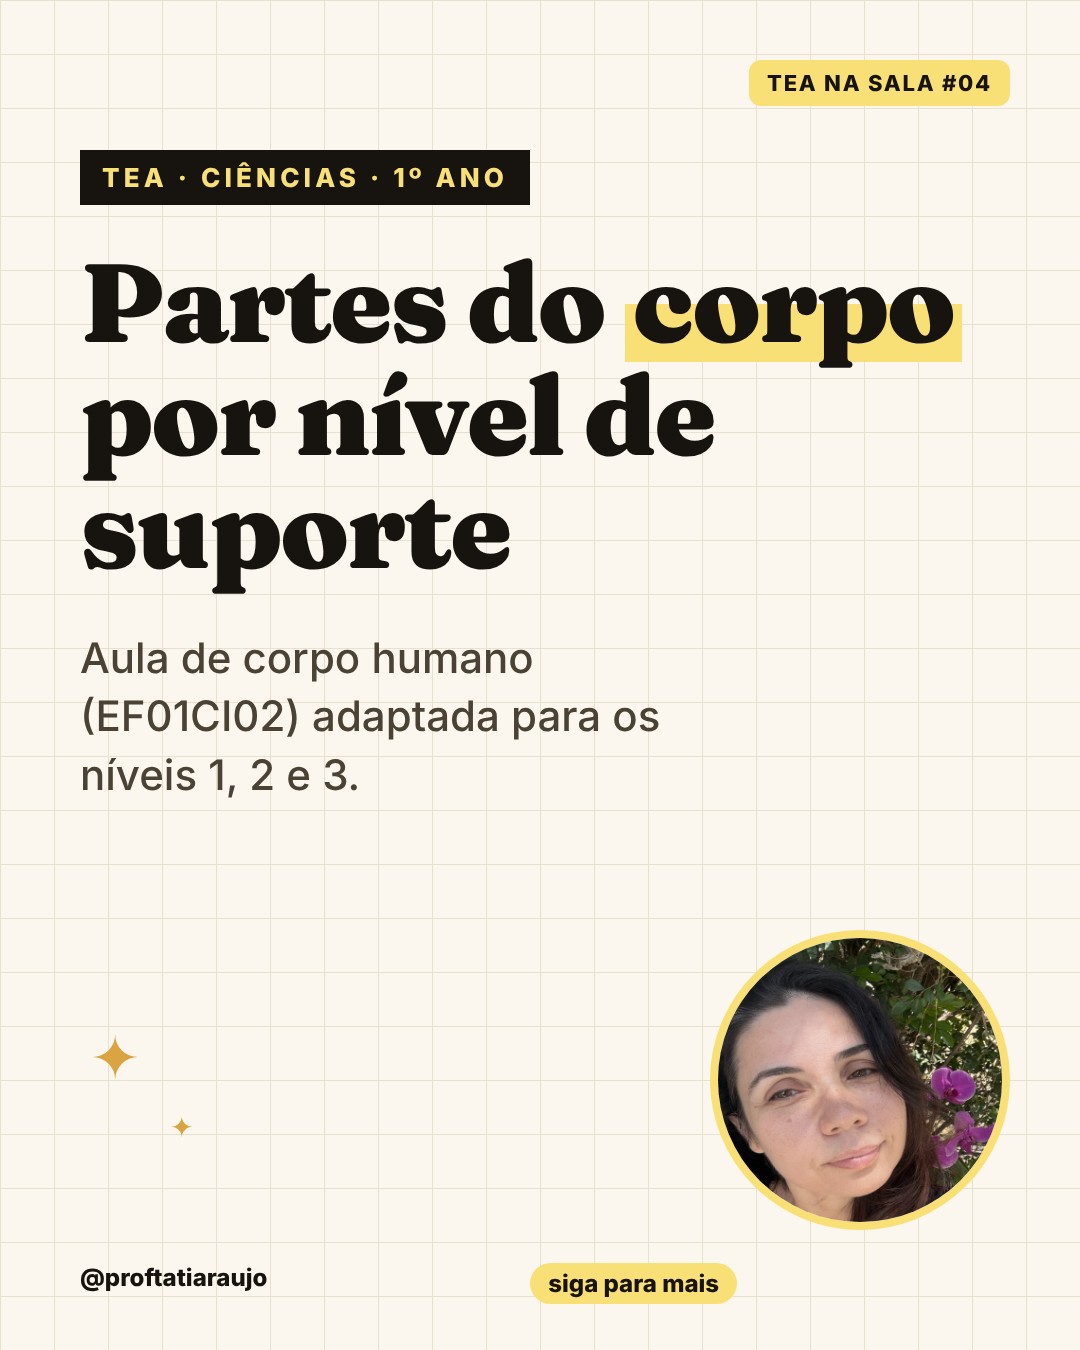 TEA NA SALA #04
TEA · CIÊNCIAS · 1º ANO
Partes do corpo
por nível de
suporte
Aula de corpo humano
(EF01CI02) adaptada para os
níveis 1, 2 e 3.
@proftatiaraujo
siga para mais